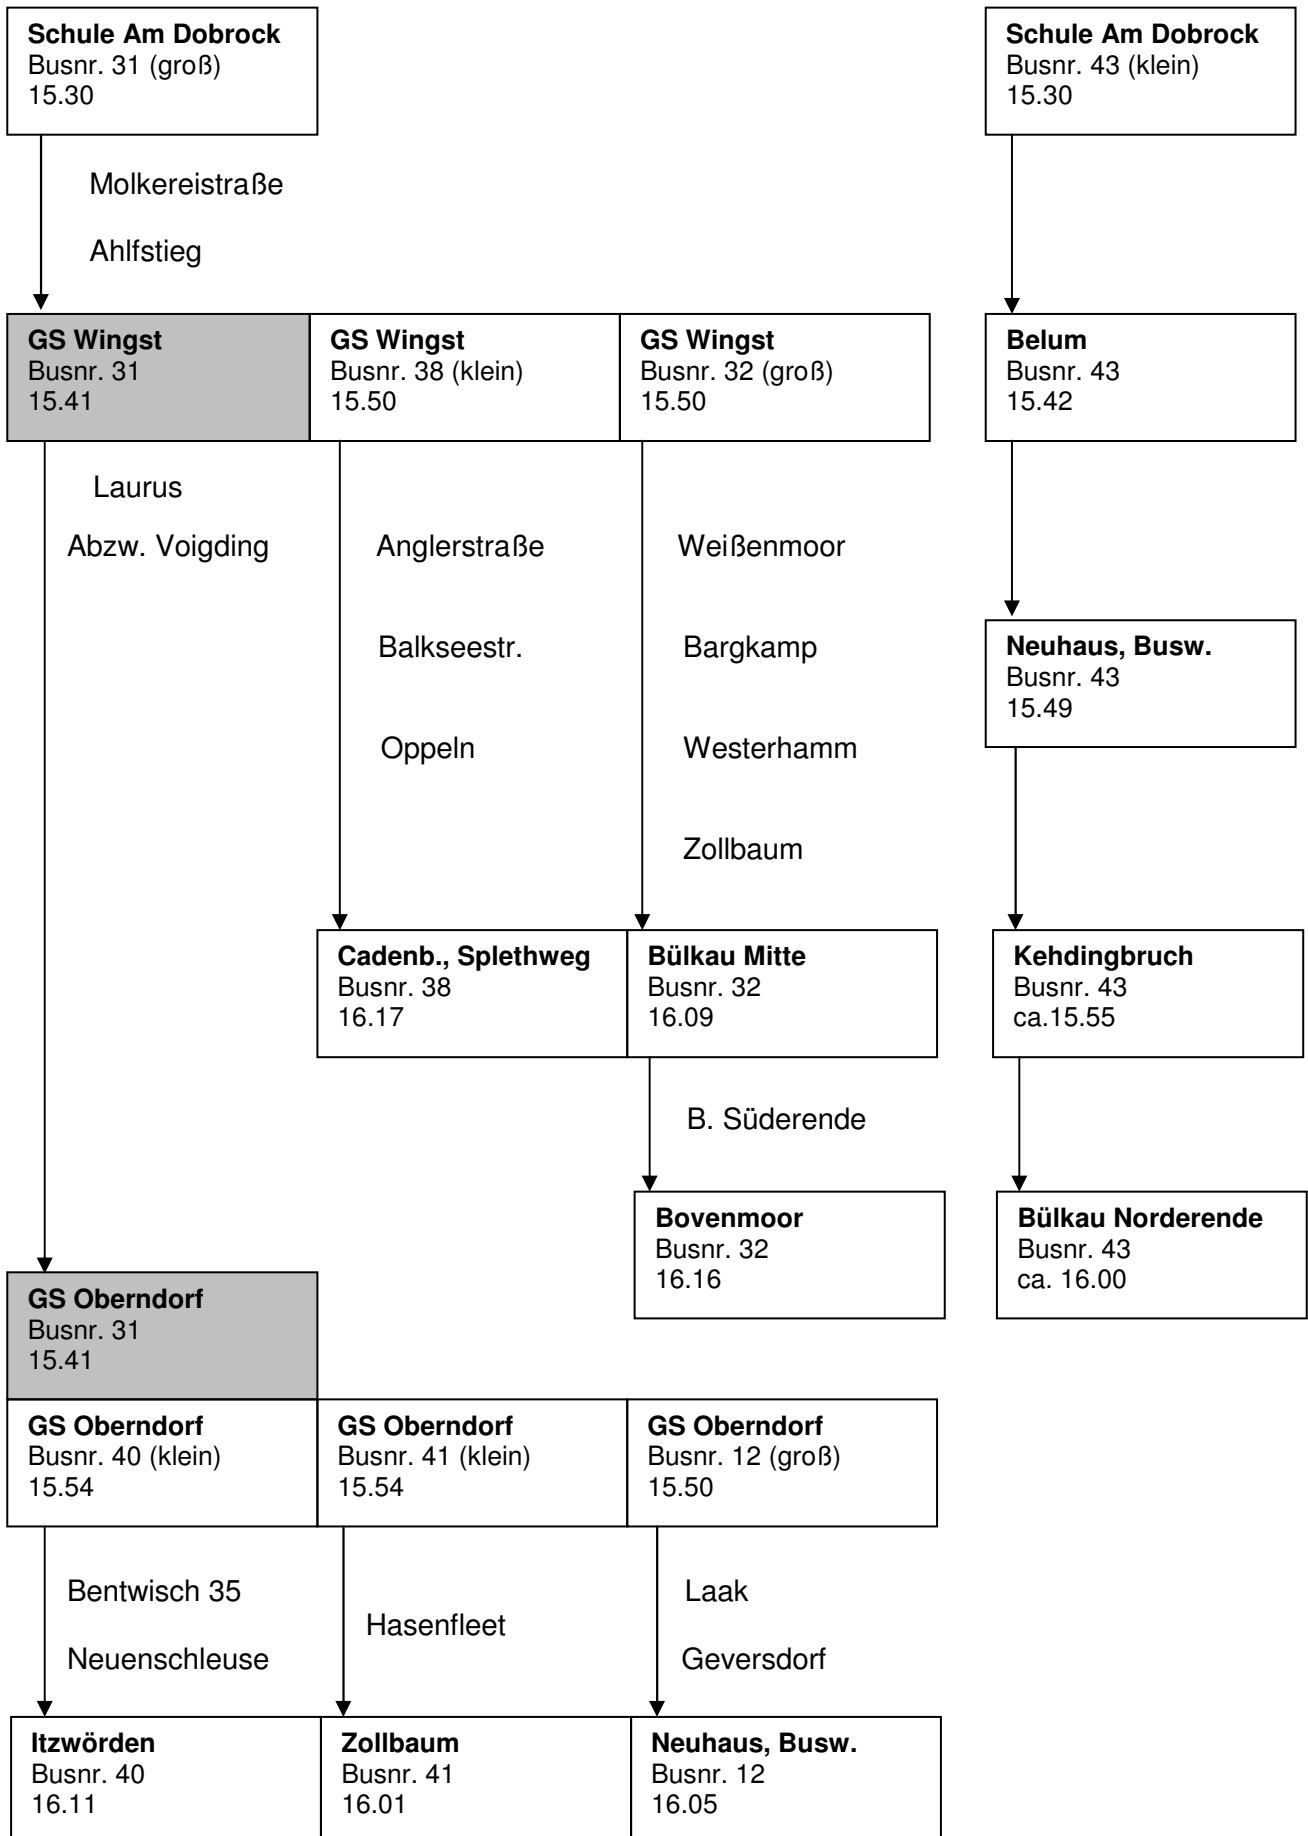 Schule Am Dobrock
Busnr. 31 (groß)
15.30
Schule Am Dobrock
Busnr. 43 (klein)
15.30
Molkereistraße
Ahlfstieg
GS Wingst
Busnr. 31
15.41
GS Wingst
Busnr. 38 (klein)
15.50
GS Wingst
Busnr. 32 (groß)
15.50
Belum
Busnr. 43
15.42
Laurus
Abzw. Voigding
Anglerstraße
Balkseestr.
Oppeln
Weißenmoor
Bargkamp
Westerhamm
Zollbaum
Neuhaus, Busw.
Busnr. 43
15.49
Cadenb., Splethweg
Busnr. 38
16.17
Bülkau Mitte
Busnr. 32
16.09
Kehdingbruch
Busnr. 43
ca.15.55
B. Süderende
Bovenmoor
Busnr. 32
16.16
Bülkau Norderende
Busnr. 43
ca. 16.00
GS Oberndorf
Busnr. 31
15.41
GS Oberndorf
Busnr. 40 (klein)
15.54
GS Oberndorf
Busnr. 41 (klein)
15.54
GS Oberndorf
Busnr. 12 (groß)
15.50
Bentwisch 35
Neuenschleuse
Hasenfleet
Laak
Geversdorf
Itzwörden
Busnr. 40
16.11
Zollbaum
Busnr. 41
16.01
Neuhaus, Busw.
Busnr. 12
16.05